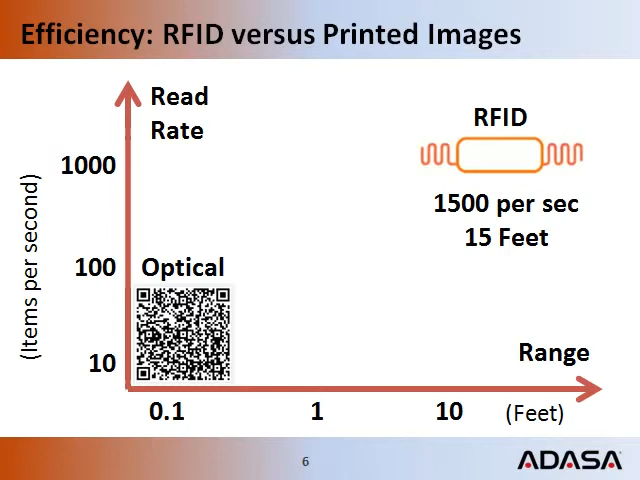 Efficiency: RFID versus Printed Images
Read
Rate
RFID
1000
1500 per sec
15 Feet
(Items per second)
100
Optical
10
Range
0.1
1
10
(Feet)
6
ADASA